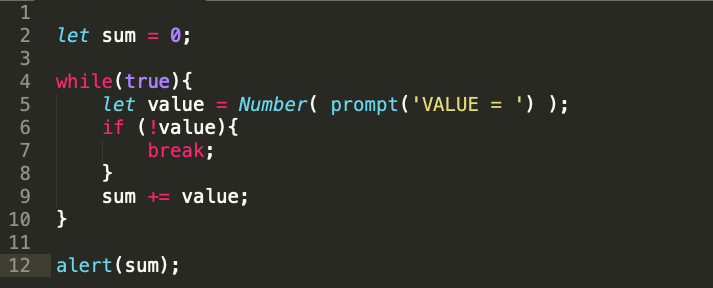 1
2 let sum = 0;
3
4 while(true){
5 let value = Number( prompt('VALUE = ') );
6 if (!value){
7 break;
8 }
9 sum += value;
10 }
11
12 alert(sum);